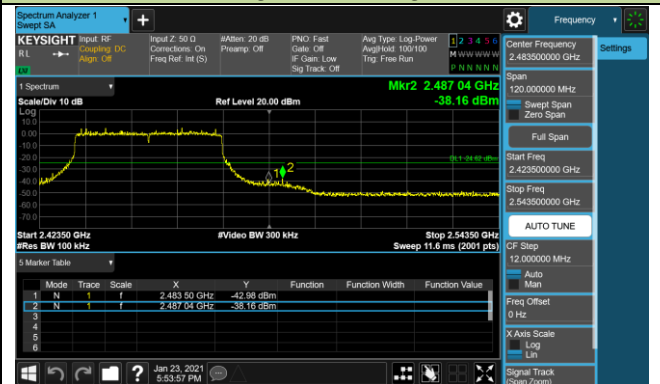 Spectrum Analyzer 1
Swept SA
+
Frequency
KEYSIGHT Input: RF
RL Coupling: DC
Align: Off
Input Z: 50 Ω
Corrections: On
Freq Ref: Int (S)
#Atten: 20 dB
Preamp: Off
PNO: Fast
Gate: Off
IF Gain: Low
Sig Track: Off
Avg Type: Log-Power
Avg|Hold: 100/100
Trig: Free Run
1 2 3 4 5 6
M W W W W W
P N N N N N
LXI
1 Spectrum
Scale/Div 10 dB
Ref Level 20.00 dBm
Mkr2 2.487 04 GHz
-38.16 dBm
Log
10.0
0.00
-10.0
-20.0
-30.0
-40.0
-50.0
-60.0
-70.0
DL1 -24.62 dBm
1
2
Start 2.42350 GHz
#Res BW 100 kHz
#Video BW 300 kHz
Stop 2.54350 GHz
Sweep 11.6 ms (2001 pts)
5 Marker Table
Mode Trace Scale X Y Function Function Width Function Value
1 N 1 f 2.483 50 GHz -42.98 dBm
2 N 1 f 2.487 04 GHz -38.16 dBm
3
4
5
6
Jan 23, 2021
5:53:57 PM
?
Center Frequency
2.483500000 GHz
Settings
Span
120.000000 MHz
Swept Span
Zero Span
Full Span
Start Freq
2.423500000 GHz
Stop Freq
2.543500000 GHz
AUTO TUNE
CF Step
12.000000 MHz
Auto
Man
Freq Offset
0 Hz
X Axis Scale
Log
Lin
Signal Track
(Span Zoom)